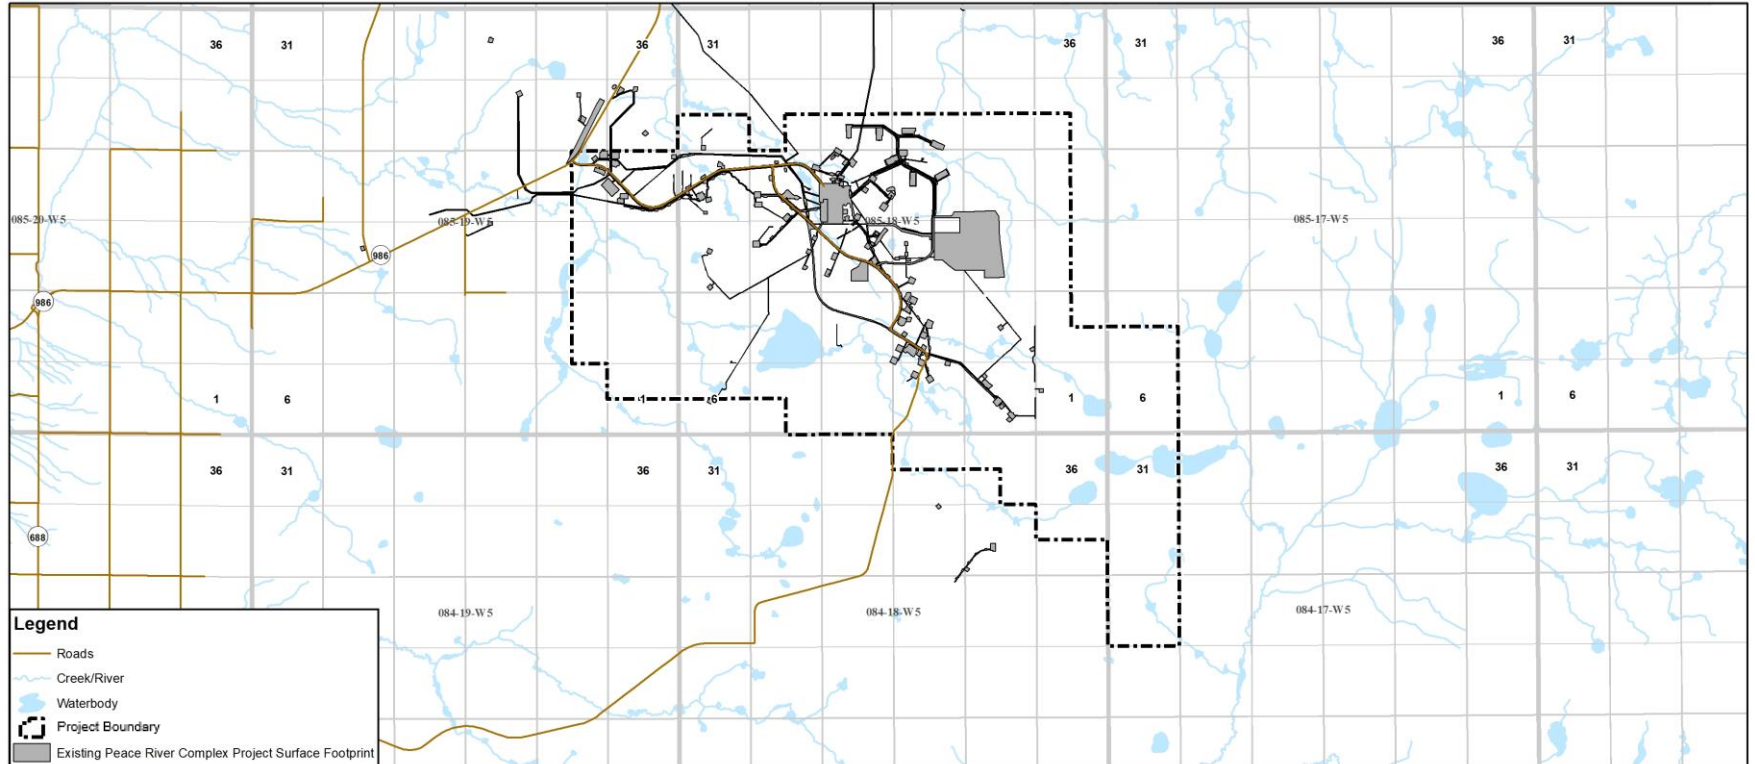 36 31 36 31 36 31 36 31
085-20-W5 085-19-W5 085-18-W5 085-17-W5
986
986
1 6 1 6 1 6 1 6
36 31 36 31 36 31 36 31
688
084-19-W5 084-18-W5 084-17-W5
Legend
Roads
Creek/River
Waterbody
Project Boundary
Existing Peace River Complex Project Surface Footprint